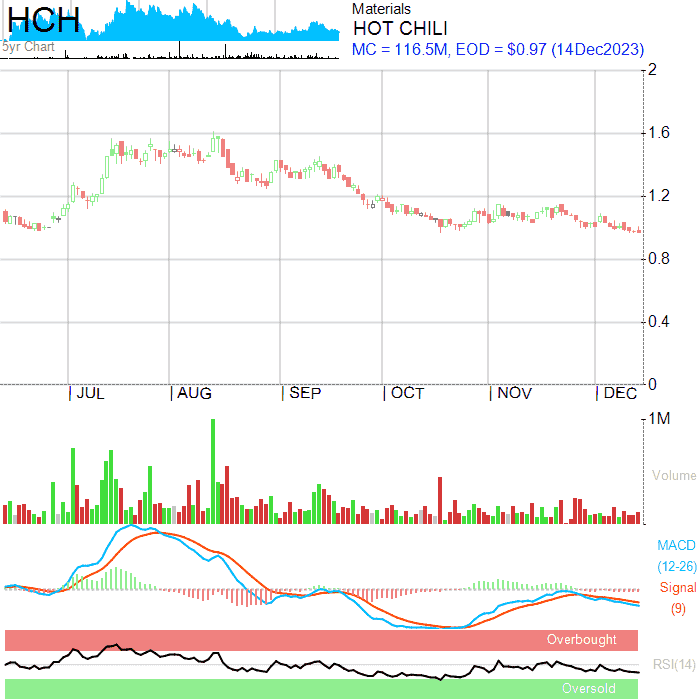 HCH
5yr Chart
Materials
HOT CHILI
MC = 116.5M, EOD = $0.97 (14Dec2023)
2
1.6
1.2
0.8
0.4
0
JUL AUG SEP OCT NOV DEC
1M
Volume
MACD
(12-26)
Signal
(9)
Overbought
RSI(14)
Oversold